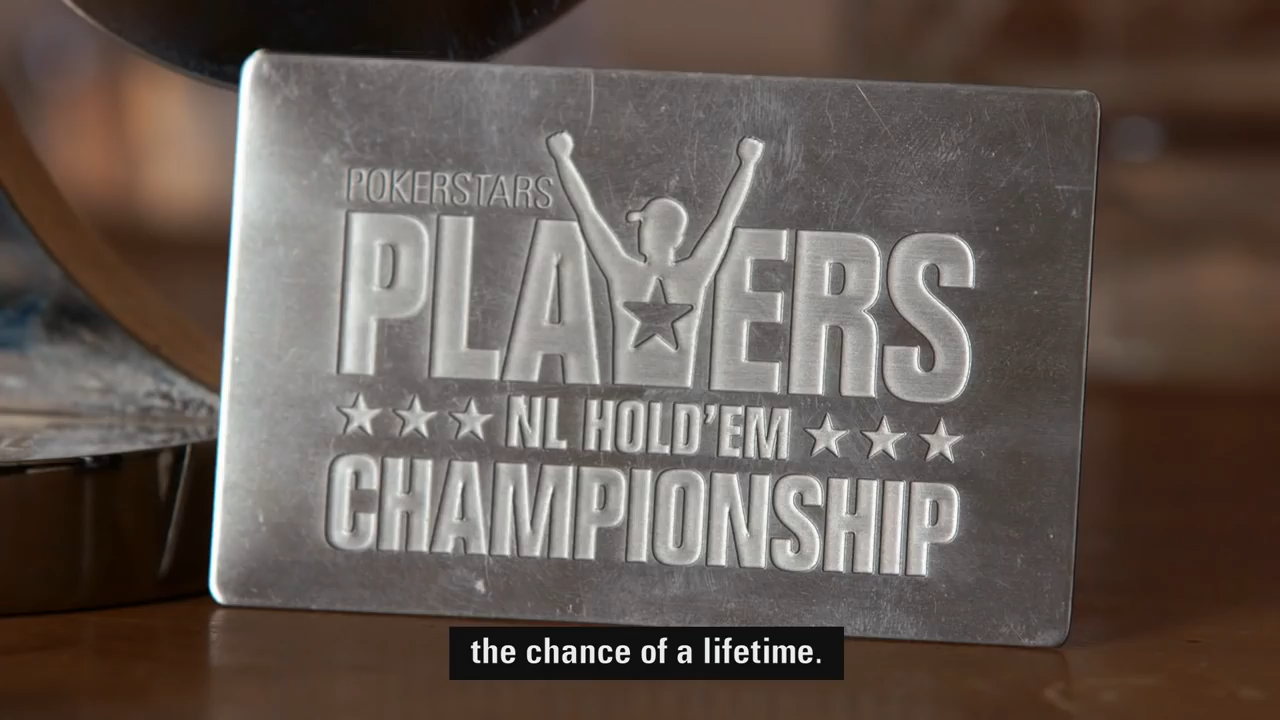 POKERSTARS
PLAYERS
NL HOLD'EM
CHAMPIONSHIP
the chance of a lifetime.